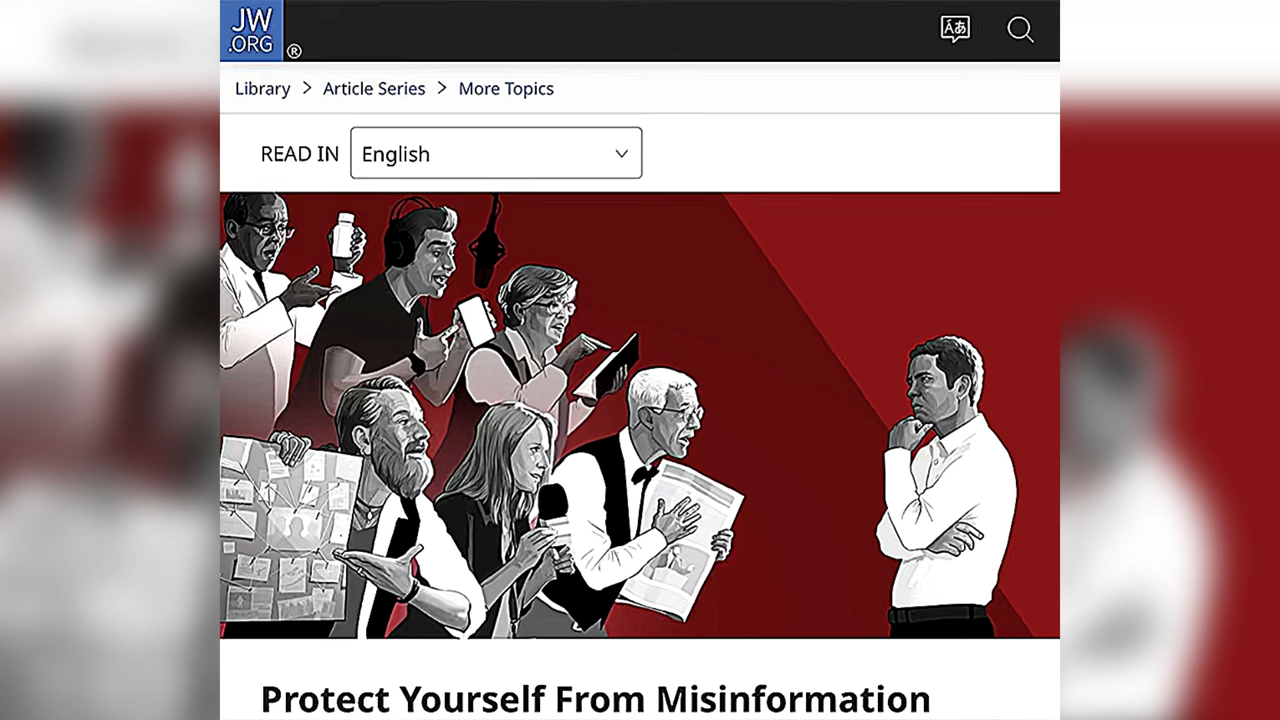 JW
.ORG
®
Library > Article Series > More Topics
READ IN English
Protect Yourself From Misinformation